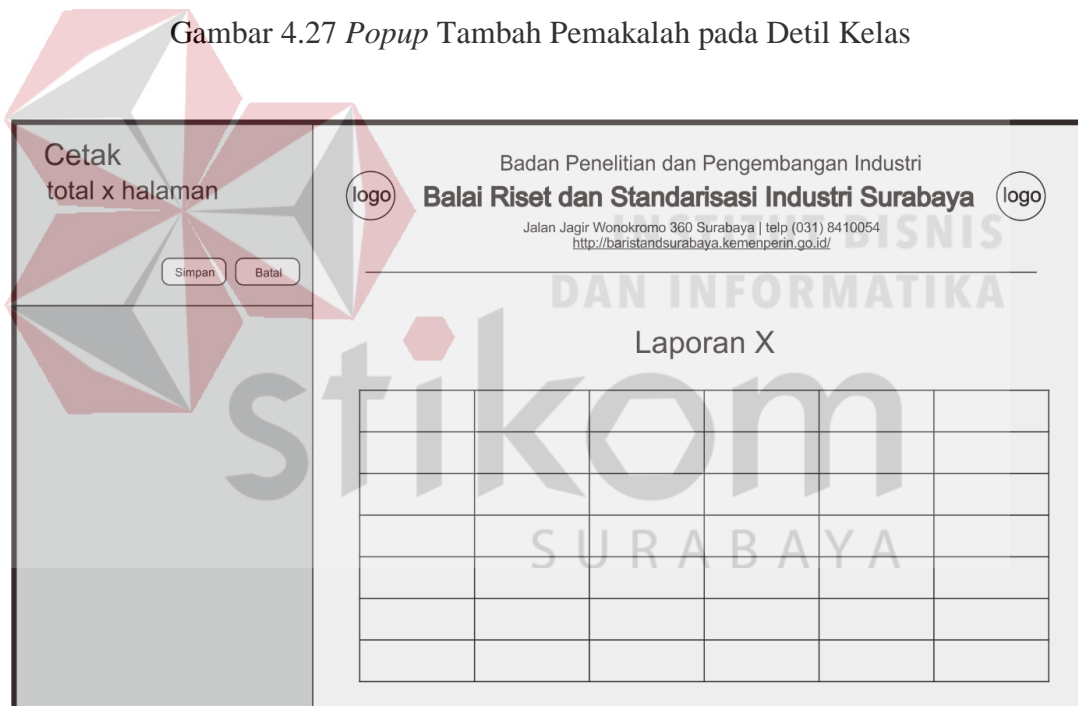 Gambar 4.27 Popup Tambah Pemakalah pada Detil Kelas
Cetak
total x halaman
Simpan
Batal
logo
Badan Penelitian dan Pengembangan Industri
Balai Riset dan Standarisasi Industri Surabaya
logo
Jalan Jagir Wonokromo 360 Surabaya | telp (031) 8410054
http://baristandsurabaya.kemenperin.go.id/
Laporan X
INSTITUT BISNIS
DAN INFORMATIKA
stikom
SURABAYA